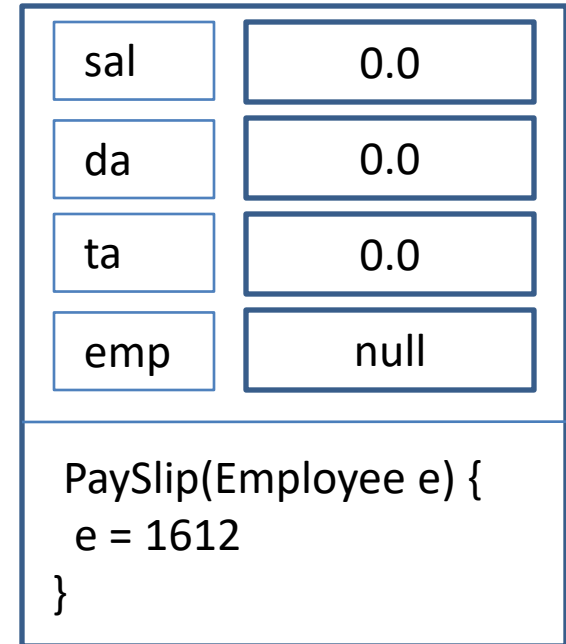 sal 0.0
da 0.0
ta 0.0
emp null
PaySlip(Employee e) {
e = 1612
}